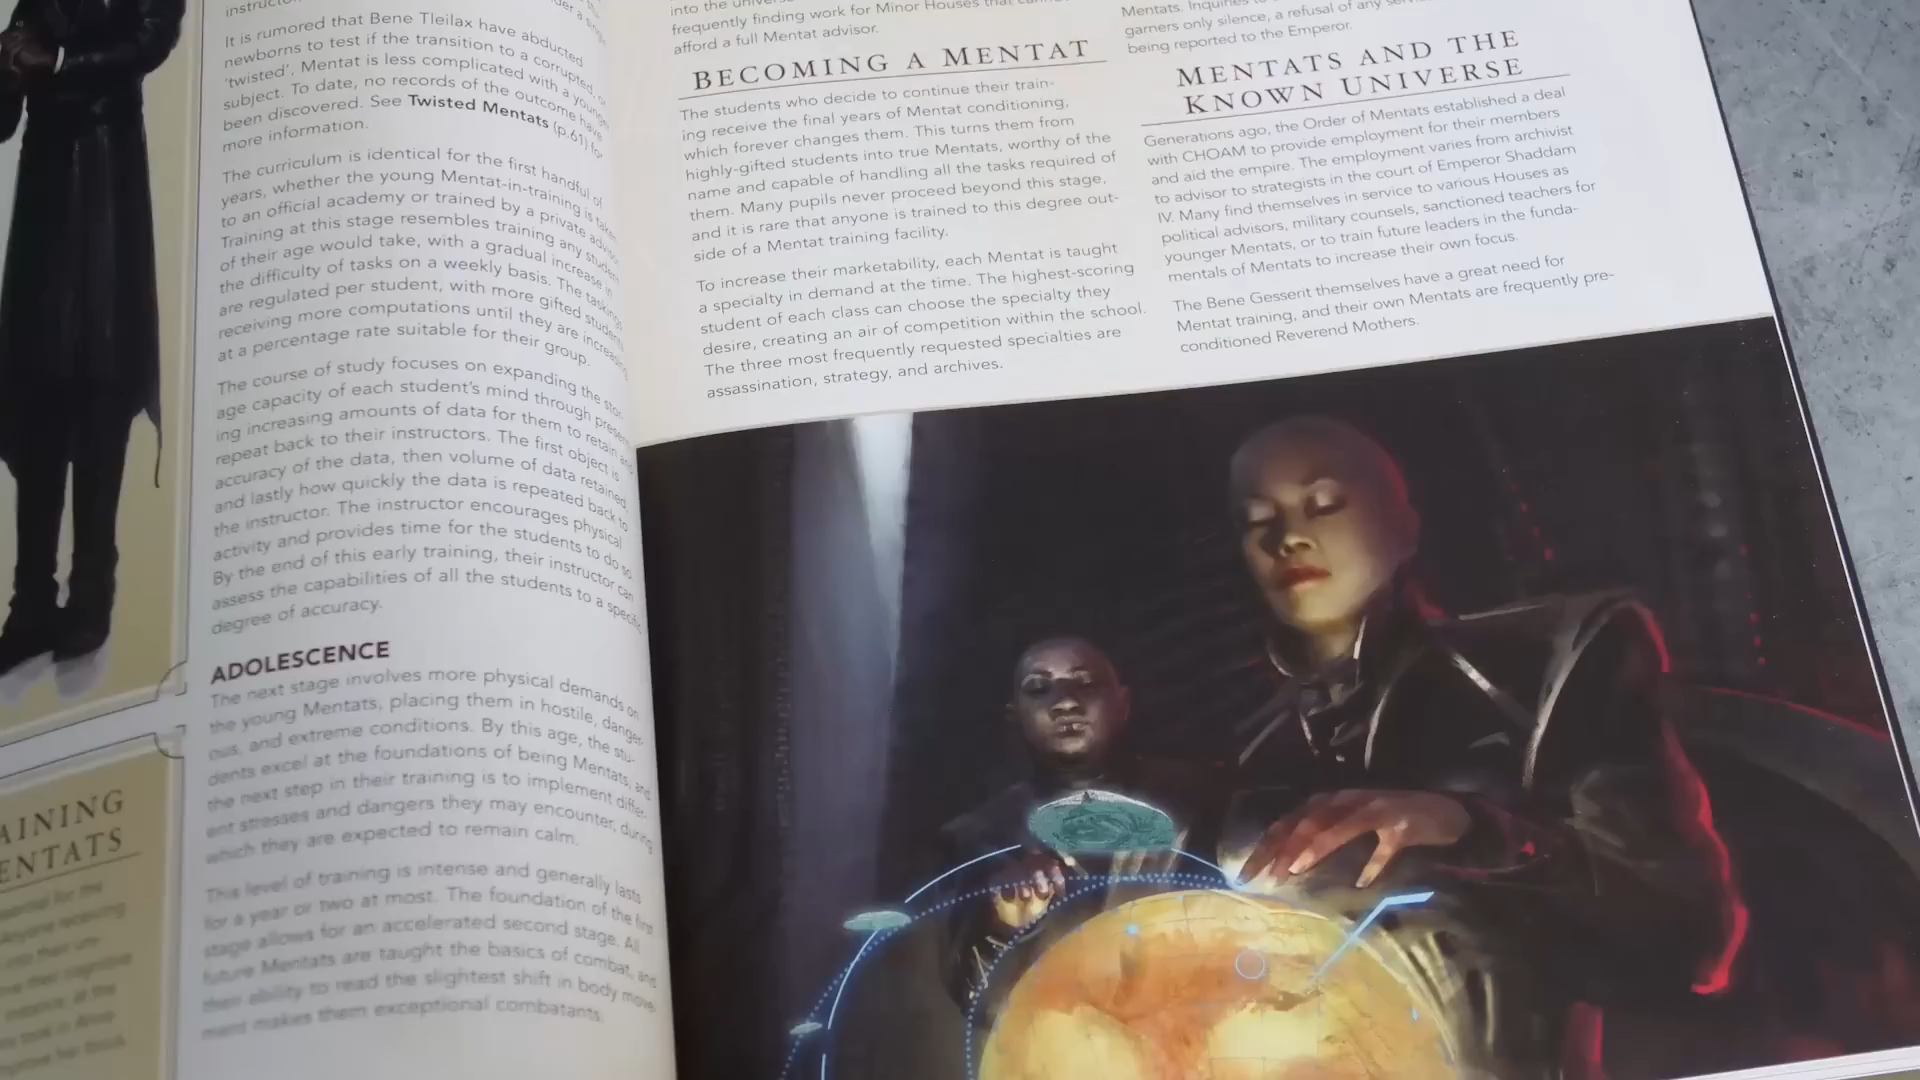 It is rumored that Bene Tleilax have abducted
newborns to test if the transition to a corrupted, or
'twisted', Mentat is less complicated with a younger
subject. To date, no records of the outcome have
been discovered. See Twisted Mentats (p.61) for
more information.
The curriculum is identical for the first handful of
years, whether the young Mentat-in-training is taken
to an official academy or trained by a private advisor.
Training at this stage resembles training any student
of their age would take, with a gradual increase in
the difficulty of tasks on a weekly basis. The taskings
are regulated per student, with more gifted students
receiving more computations until they are increasing
at a percentage rate suitable for their group.
The course of study focuses on expanding the stor-
age capacity of each student's mind through present-
ing increasing amounts of data for them to retain and
repeat back to their instructors. The first object is
accuracy of the data, then volume of data retained,
and lastly how quickly the data is repeated back to
the instructor. The instructor encourages physical
activity and provides time for the students to do so.
By the end of this early training, their instructor can
assess the capabilities of all the students to a specific
degree of accuracy.
ADOLESCENCE
The next stage involves more physical demands on
the young Mentats, placing them in hostile, danger-
ous, and extreme conditions. By this age, the stu-
dents excel at the foundations of being Mentats, and
the next step in their training is to implement differ-
ent stresses and dangers they may encounter, during
which they are expected to remain calm.
This level of training is intense and generally lasts
for a year or two at most. The foundation of the first
stage allows for an accelerated second stage. All
future Mentats are taught the basics of combat, and
their ability to read the slightest shift in body move-
ment makes them exceptional combatants.
AINING
ENTATS
into the
frequently finding work for Minor Houses that
afford a full Mentat advisor.
BECOMING A MENTAT
The students who decide to continue their train-
ing receive the final years of Mentat conditioning,
which forever changes them. This turns them from
highly-gifted students into true Mentats, worthy of the
name and capable of handling all the tasks required of
them. Many pupils never proceed beyond this stage,
and it is rare that anyone is trained to this degree out-
side of a Mentat training facility.
To increase their marketability, each Mentat is taught
a specialty in demand at the time. The highest-scoring
student of each class can choose the specialty they
desire, creating an air of competition within the school.
The three most frequently requested specialties are
assassination, strategy, and archives.
Mentats.
garners only silence, a refusal of any
being reported to the Emperor.
MENTATS AND THE
KNOWN UNIVERSE
Generations ago, the Order of Mentats established a deal
with CHOAM to provide employment for their members
and aid the empire. The employment varies from archivist
to advisor to strategists in the court of Emperor Shaddam
IV. Many find themselves in service to various Houses as
political advisors, military counsels, sanctioned teachers for
younger Mentats, or to train future leaders in the funda-
mentals of Mentats to increase their own focus.
The Bene Gesserit themselves have a great need for
Mentat training, and their own Mentats are frequently pre-
conditioned Reverend Mothers.